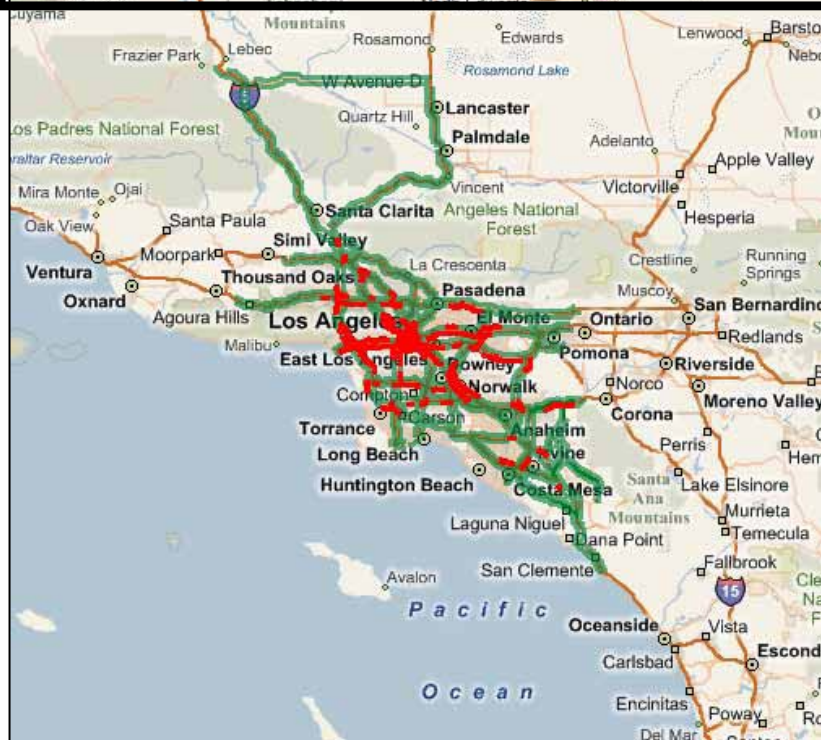 Cuyama
Mountains
Rosamond
Edwards
Lenwood
Barsto
Nebo
Frazier Park
Lebec
W Avenue D
Rosamond Lake
5
Lancaster
Quartz Hill
Los Padres National Forest
Palmdale
Adelanto
Apple Valley
Vincent
Victorville
Mira Monte
Ojai
Santa Clarita
Angeles National
Forest
Hesperia
Oak View
Santa Paula
Simi Valley
Moorpark
La Crescenta
Crestline
Running
Springs
Ventura
Thousand Oaks
Pasadena
Muscoy
San Bernardino
Oxnard
Agoura Hills
Los Angeles
El Monte
Ontario
Redlands
Malibu
East Los Angeles
Downey
Pomona
Riverside
Norwalk
Norco
Moreno Valley
Compton
Carson
Corona
Torrance
Anaheim
Perris
Long Beach
Irvine
Hem
Huntington Beach
Costa Mesa
Santa
Ana
Mountains
Lake Elsinore
Laguna Niguel
Murrieta
Dana Point
Temecula
San Clemente
Fallbrook
Avalon
15
Pacific
Oceanside
Vista
Carlsbad
Escond
Ocean
Encinitas
Poway
Del Mar